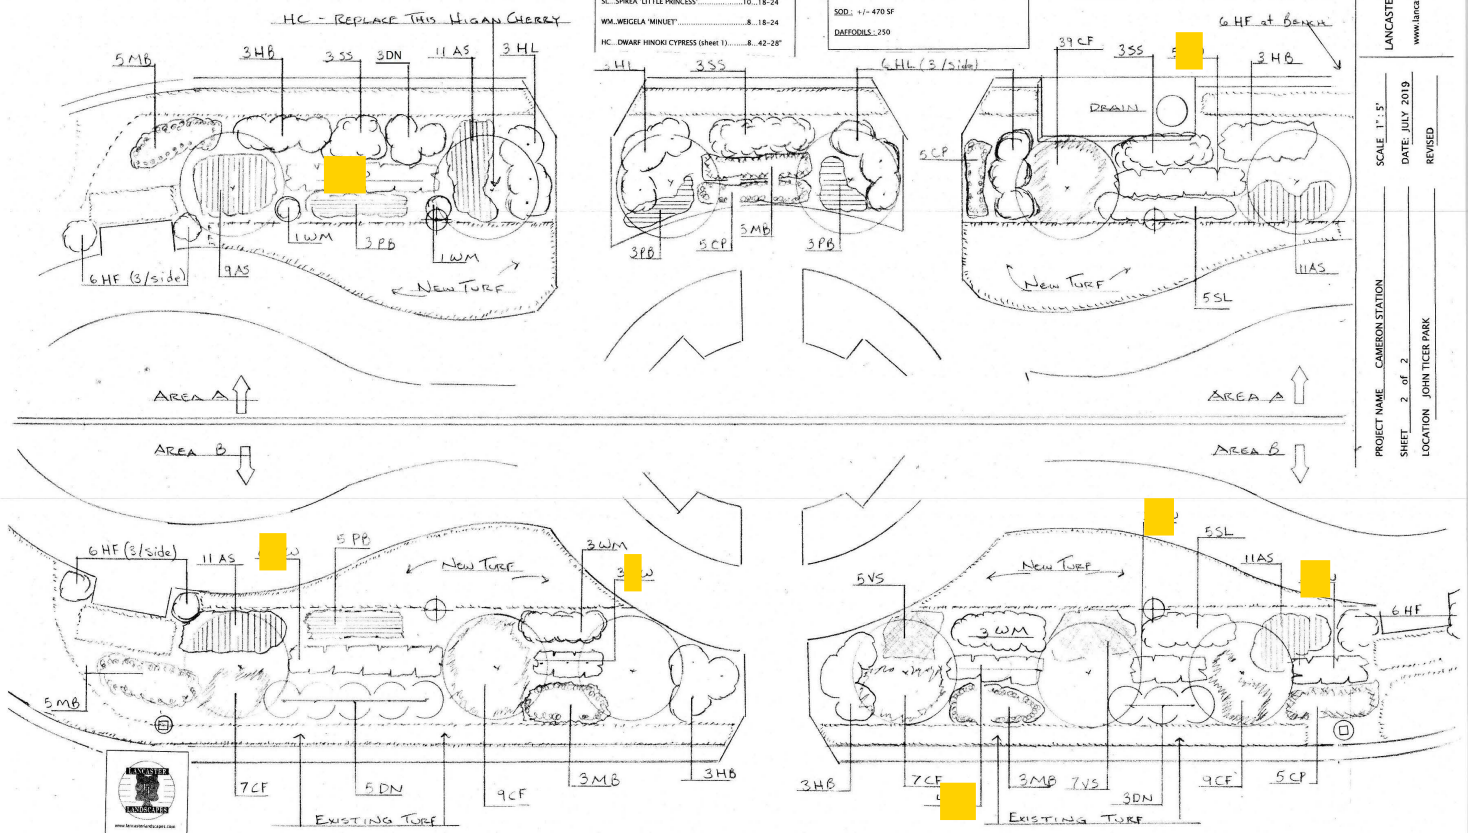 HC - REPLACE THIS HIGAN CHERRY
SL...SPIREA 'LITTLE PRINCESS'..................10...18-24
WM..WEIGELA 'MINUET'..........................8...18-24
HC...DWARF HINOKI CYPRESS (sheet 1).........8...42-28"
SOD: +/- 470 SF
DAFFODILS: 250
6 HF at BENCH
5 MB
3 HB
3 SS
3 DN
11 AS
3 HL
3 HL
3 SS
6 HL (3/side)
39 CF
3 SS
3 HB
DRAIN
5 CP
1 WM
3 PB
1 WM
6 HF (3/side)
9 AS
NEW TURF
3 PB
5 CP
5 MB
3 PB
NEW TURF
11 AS
5 SL
AREA A
AREA A
AREA B
AREA B
6 HF (3/side)
11 AS
5 PB
NEW TURF
3 WM
5 VS
NEW TURF
5 SL
11 AS
6 HF
3 WM
5 MB
7 CF
5 DN
9 CF
3 MB
3 HB
EXISTING TURF
3 HB
7 CF
3 MB
7 VS
3 DN
9 CF
5 CP
EXISTING TURF
LANCASTER
LANDSCAPES
www.lancasterlandscapes.com
LANCASTE
www.lanca
SCALE 1": 5'
DATE: JULY 2019
REVISED
PROJECT NAME CAMERON STATION
SHEET 2 of 2
LOCATION JOHN TICER PARK